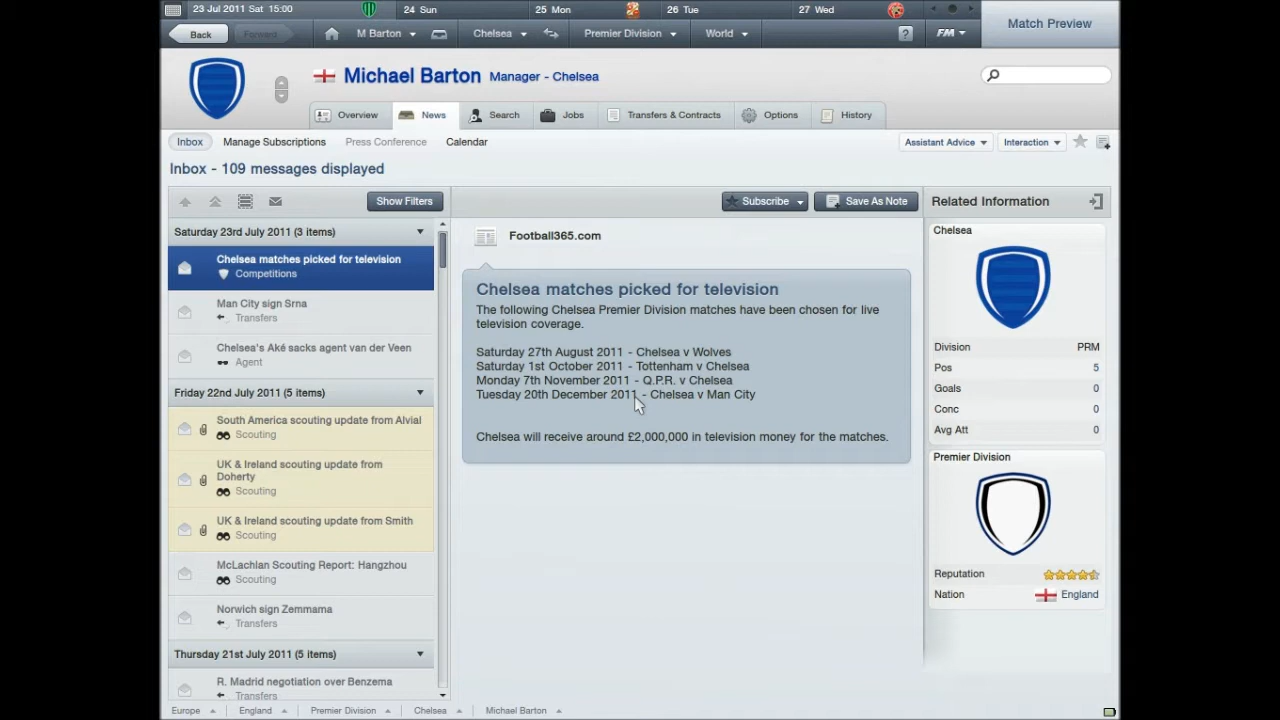 23 Jul 2011 Sat 15:00
24 Sun
25 Mon
26 Tue
27 Wed
Match Preview
Back
Forward
M Barton
Chelsea
Premier Division
World
?
FM
Michael Barton
Manager - Chelsea
Overview
News
Search
Jobs
Transfers & Contracts
Options
History
Inbox
Manage Subscriptions
Press Conference
Calendar
Assistant Advice
Interaction
Inbox - 109 messages displayed
Show Filters
Subscribe
Save As Note
Related Information
Saturday 23rd July 2011 (3 items)
Chelsea matches picked for television
Competitions
Man City sign Srna
Transfers
Chelsea's Aké sacks agent van der Veen
Agent
Friday 22nd July 2011 (5 items)
South America scouting update from Alvial
Scouting
UK & Ireland scouting update from
Doherty
Scouting
UK & Ireland scouting update from Smith
Scouting
McLachlan Scouting Report: Hangzhou
Scouting
Norwich sign Zemmama
Transfers
Thursday 21st July 2011 (5 items)
R. Madrid negotiation over Benzema
Transfers
Football365.com
Chelsea matches picked for television
The following Chelsea Premier Division matches have been chosen for live
television coverage.
Saturday 27th August 2011 - Chelsea v Wolves
Saturday 1st October 2011 - Tottenham v Chelsea
Monday 7th November 2011 - Q.P.R. v Chelsea
Tuesday 20th December 2011 - Chelsea v Man City
Chelsea will receive around £2,000,000 in television money for the matches.
Chelsea
Division PRM
Pos 5
Goals 0
Conc 0
Avg Att 0
Premier Division
Reputation
Nation England
Europe
England
Premier Division
Chelsea
Michael Barton